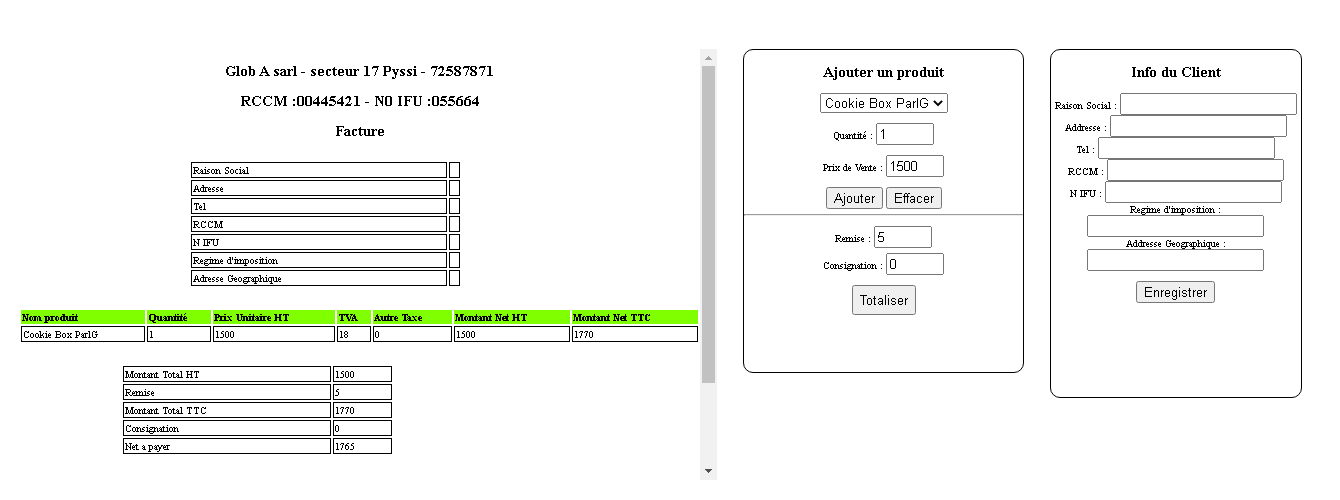 Glob A sarl - secteur 17 Pyssi - 72587871
RCCM :00445421 - N0 IFU :055664
Facture
Raison Social
Adresse
Tel
RCCM
N IFU
Regime d'imposition
Adresse Geographique
Nom produit Quantité Prix Unitaire HT TVA Autre Taxe Montant Net HT Montant Net TTC
Cookie Box ParlG 1 1500 18 0 1500 1770
Montant Total HT 1500
Remise 5
Montant Total TTC 1770
Consignation 0
Net a payer 1765
Ajouter un produit
Cookie Box ParlG
Quantité : 1
Prix de Vente : 1500
Ajouter Effacer
Remise : 5
Consignation : 0
Totaliser
Info du Client
Raison Social :
Addresse :
Tel :
RCCM :
N IFU :
Regime d'imposition :
Addresse Geographique :
Enregistrer